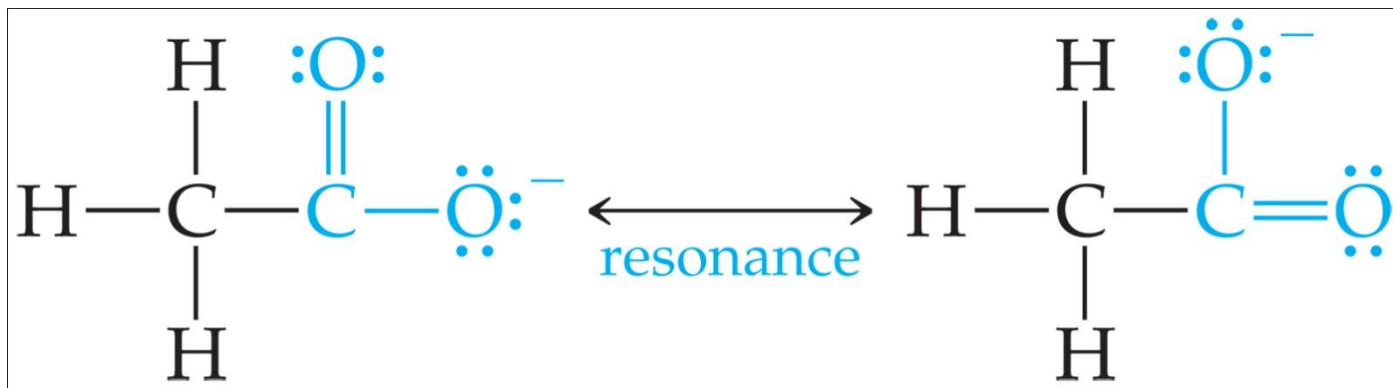 H :O: H :Ö:⁻
H—C—C—Ö:⁻ H—C—C=O
resonance
H H